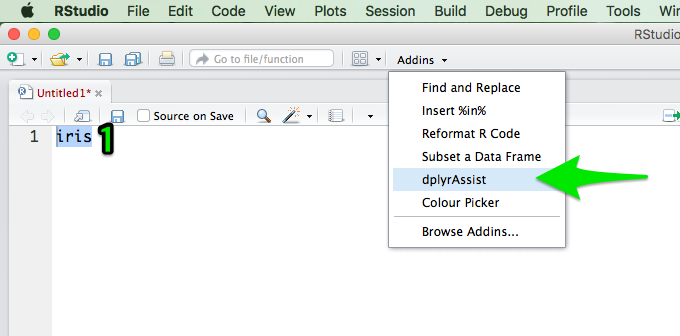 RStudio File Edit Code View Plots Session Build Debug Profile Tools
RStudio
Go to file/function Addins
Untitled1*
Source on Save
1 iris 1
Find and Replace
Insert %in%
Reformat R Code
Subset a Data Frame
dplyrAssist
Colour Picker
Browse Addins...